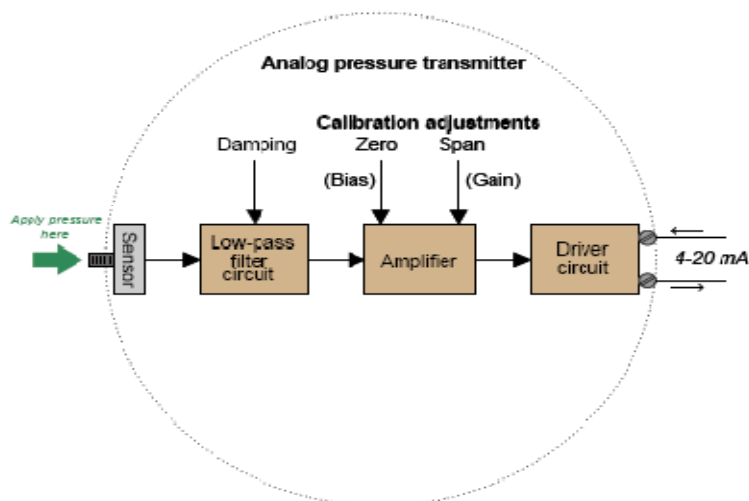 Analog pressure transmitter
Calibration adjustments
Damping
Zero
Span
(Bias)
(Gain)
Apply pressure
here
Sensor
Low-pass
filter
circuit
Amplifier
Driver
circuit
4-20 mA